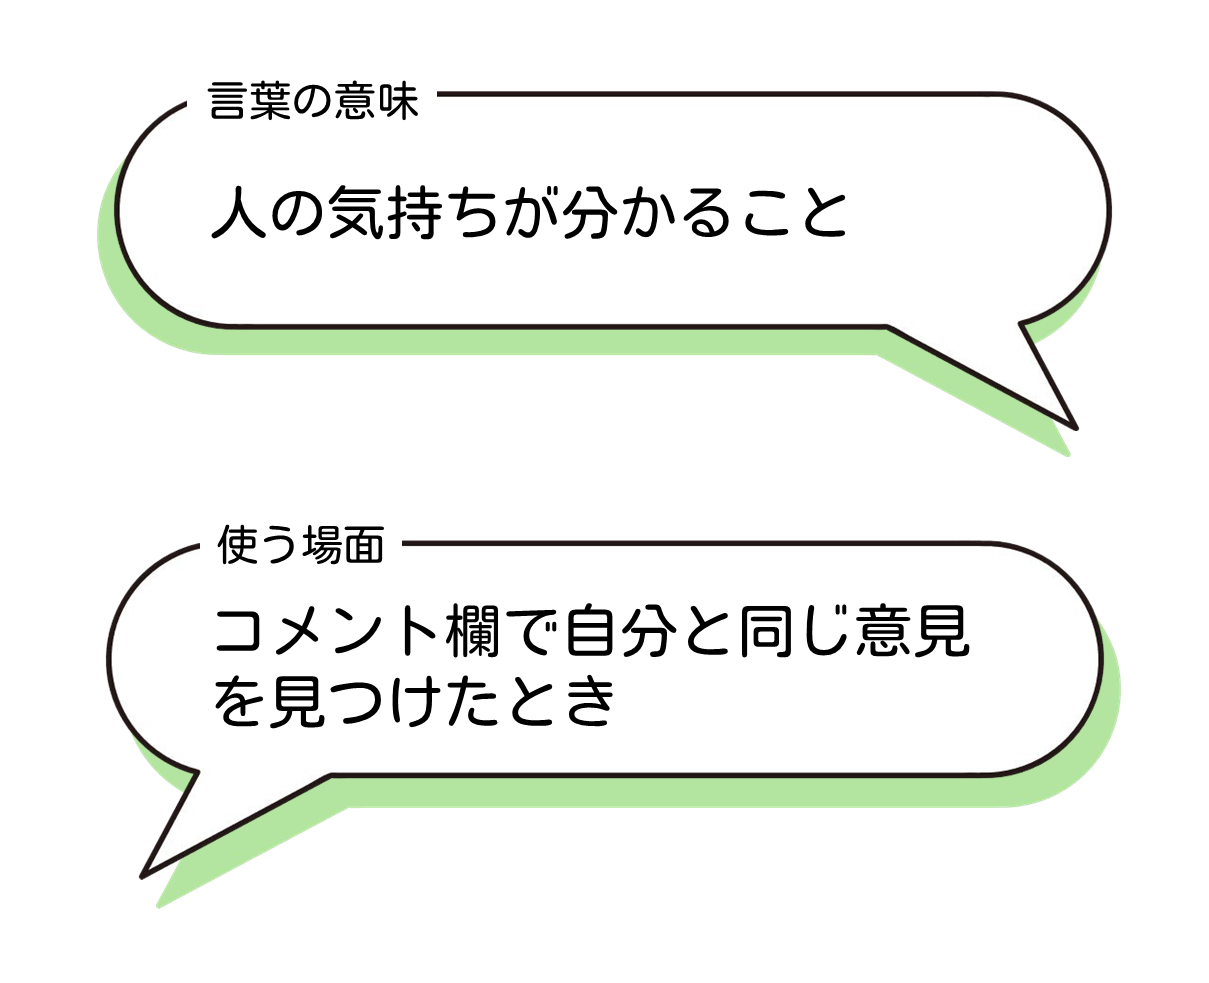 言葉の意味
人の気持ちが分かること
使う場面
コメント欄で自分と同じ意見
を見つけたとき